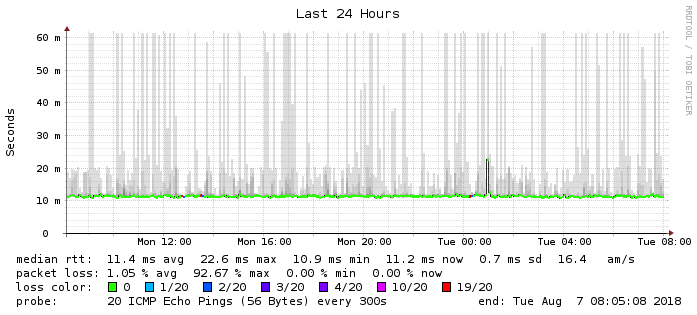 Last 24 Hours
RRDTOOL / TOBI OETIKER
Seconds
60 m
50 m
40 m
30 m
20 m
10 m
0
Mon 12:00 Mon 16:00 Mon 20:00 Tue 00:00 Tue 04:00 Tue 08:00
median rtt: 11.4 ms avg 22.6 ms max 10.9 ms min 11.2 ms now 0.7 ms sd 16.4 am/s
packet loss: 1.05 % avg 92.67 % max 0.00 % min 0.00 % now
loss color: 0 1/20 2/20 3/20 4/20 10/20 19/20
probe: 20 ICMP Echo Pings (56 Bytes) every 300s end: Tue Aug 7 08:05:08 2018